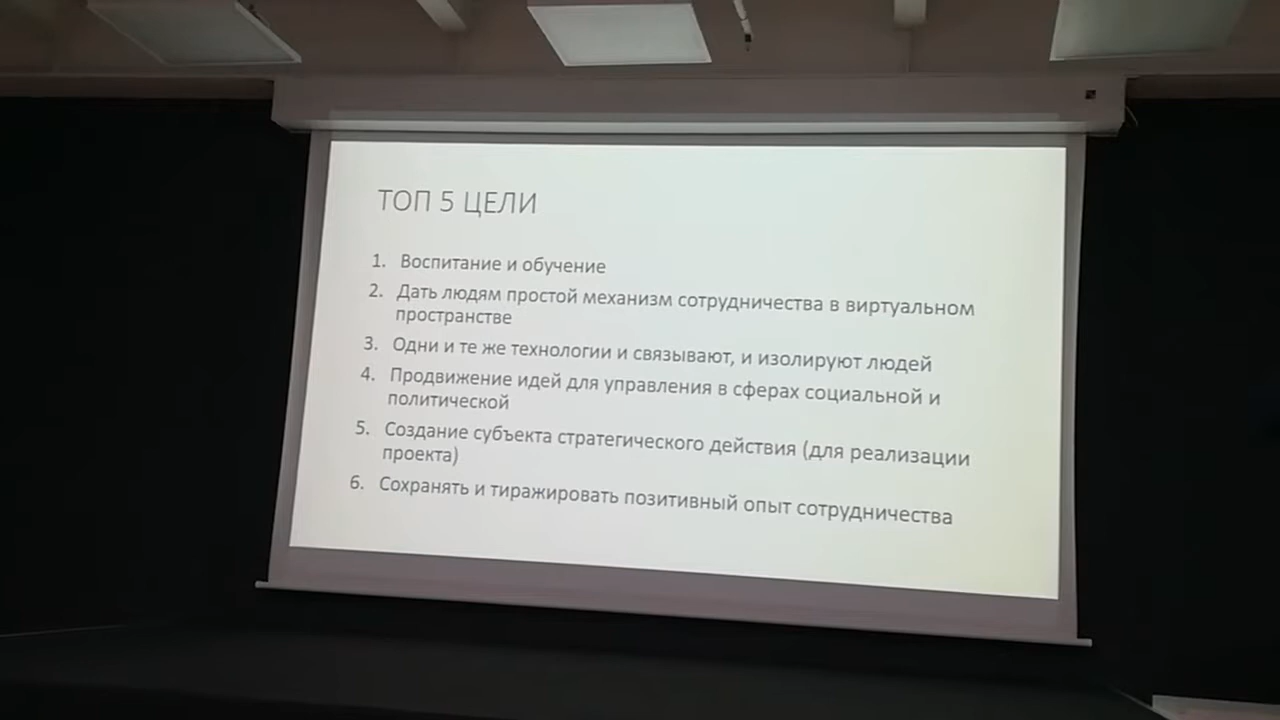 ТОП 5 ЦЕЛИ
1. Воспитание и обучение
2. Дать людям простой механизм сотрудничества в виртуальном
пространстве
3. Одни и те же технологии и связывают, и изолируют людей
4. Продвижение идей для управления в сферах социальной и
политической
5. Создание субъекта стратегического действия (для реализации
проекта)
6. Сохранять и тиражировать позитивный опыт сотрудничества